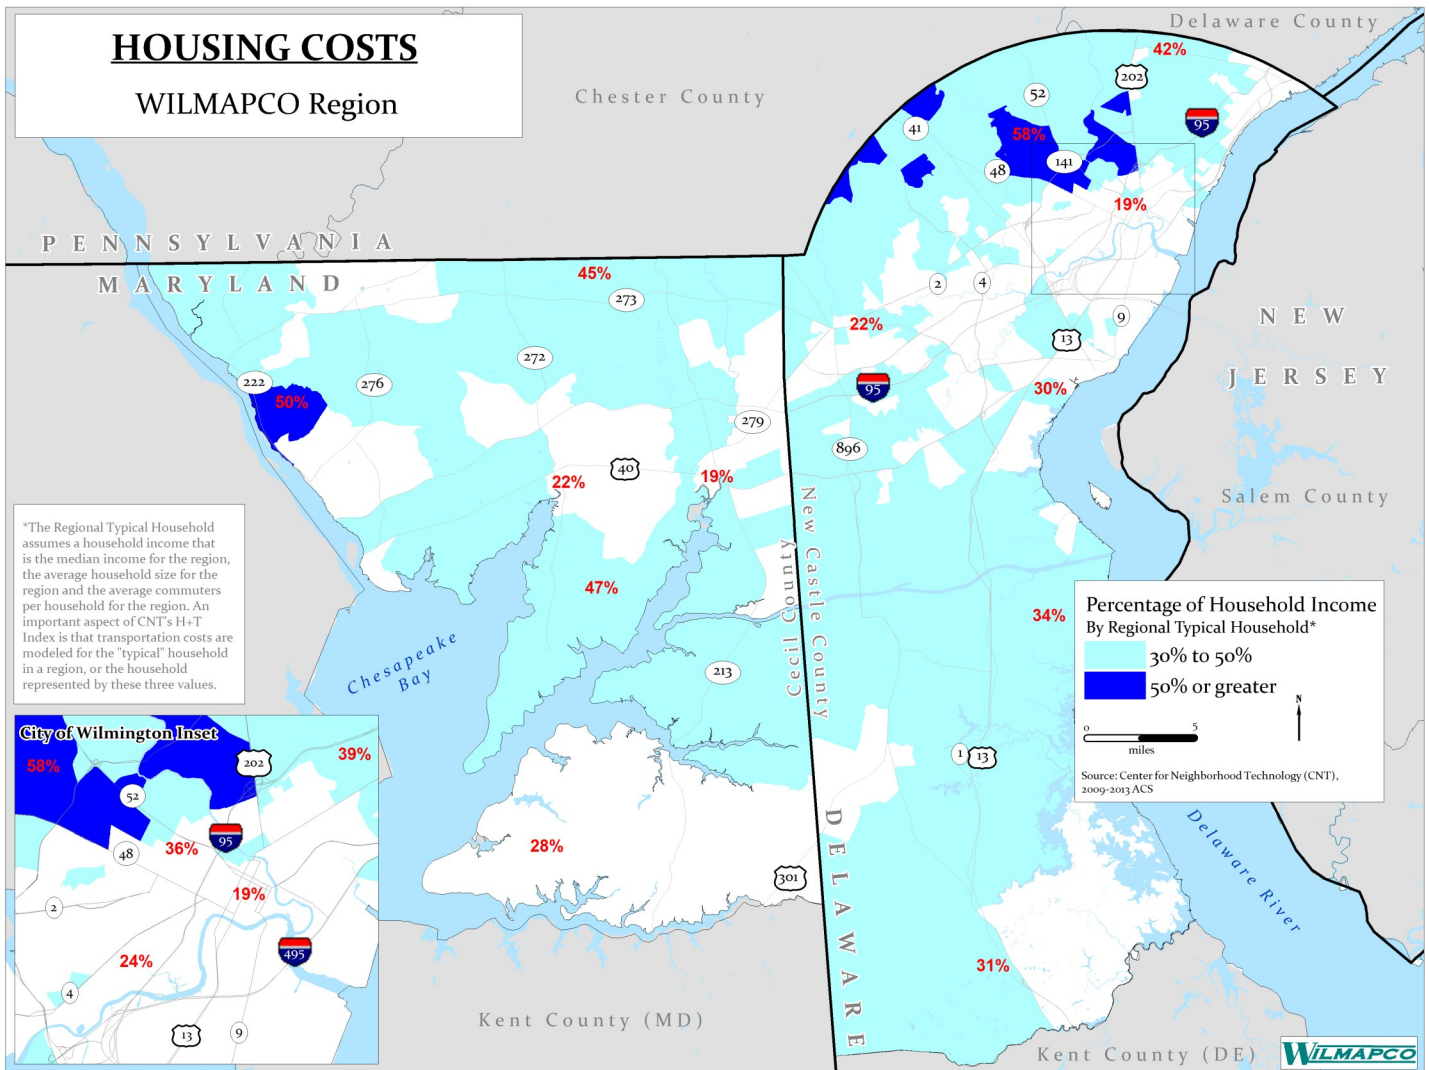 HOUSING COSTS
WILMAPCO Region
Delaware County
42%
202
Chester County
52
95
41
58%
141
48
19%
PENNSYLVANIA
MARYLAND
45%
273
2
4
9
NEW
JERSEY
22%
13
272
222
276
95
30%
50%
279
896
40
22%
19%
Salem County
New Castle County
Cecil County
*The Regional Typical Household
assumes a household income that
is the median income for the region,
the average household size for the
region and the average commuters
per household for the region. An
important aspect of CNT's H+T
Index is that transportation costs are
modeled for the "typical" household
in a region, or the household
represented by these three values.
47%
34%
Chesapeake
Bay
213
Percentage of Household Income
By Regional Typical Household*
30% to 50%
50% or greater
N
0 5
miles
Source: Center for Neighborhood Technology (CNT),
2009-2013 ACS
1
13
City of Wilmington Inset
58%
202
39%
52
95
36%
48
19%
2
24%
495
4
13
9
28%
301
DELAWARE
Delaware River
31%
Kent County (MD)
Kent County (DE)
WILMAPCO